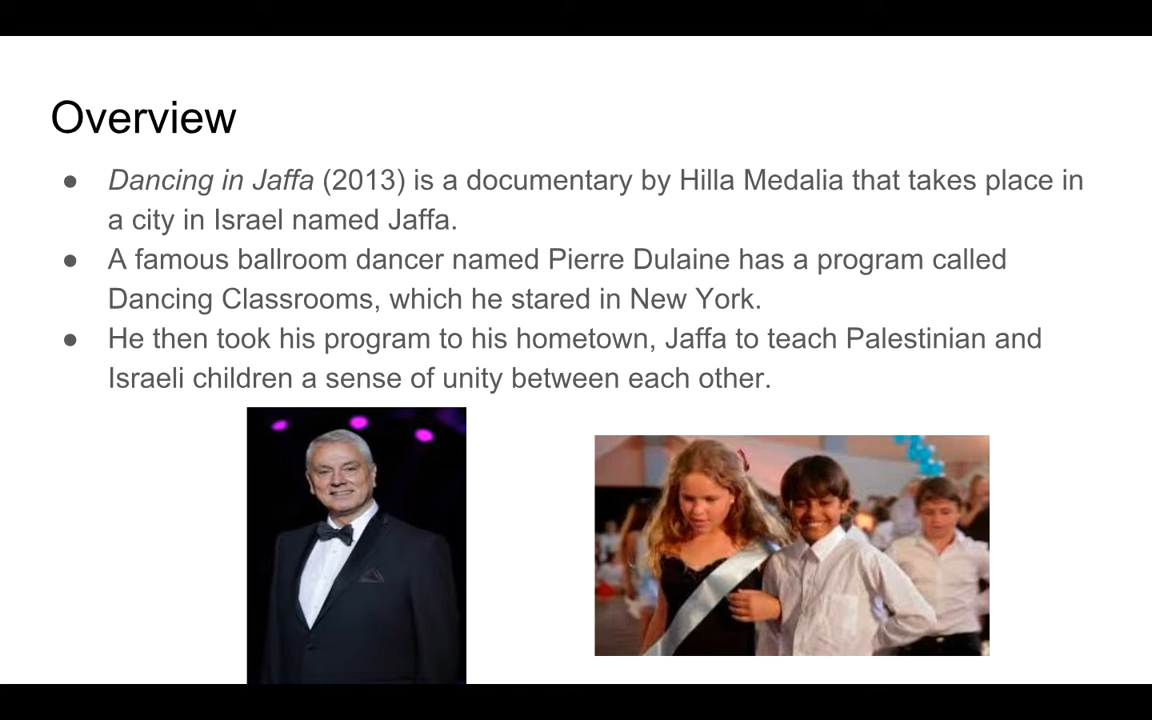 Overview
● Dancing in Jaffa (2013) is a documentary by Hilla Medalia that takes place in
a city in Israel named Jaffa.
● A famous ballroom dancer named Pierre Dulaine has a program called
Dancing Classrooms, which he stared in New York.
● He then took his program to his hometown, Jaffa to teach Palestinian and
Israeli children a sense of unity between each other.